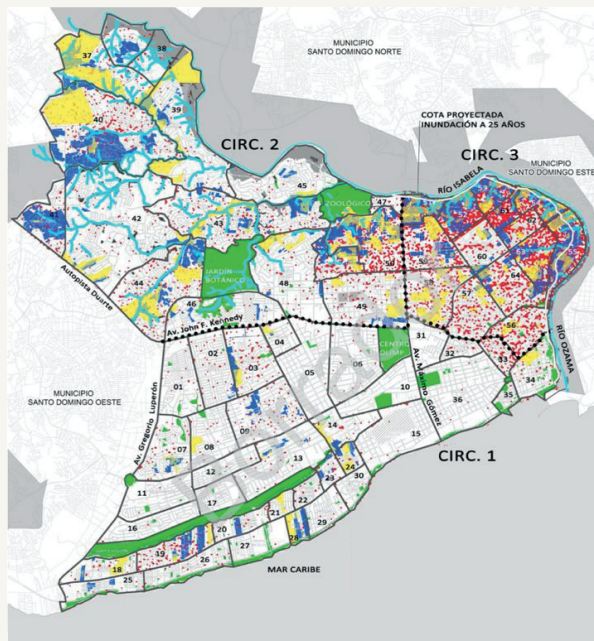 MUNICIPIO
SANTO DOMINGO NORTE
37
38
39
40
COTA PROYECTADA
INUNDACIÓN A 25 AÑOS
CIRC. 2
CIRC. 3
RÍO ISABELA
MUNICIPIO
SANTO DOMINGO ESTE
45
ZOOLÓGICO
47
41
42
43
44
46
JARDÍN
BOTÁNICO
48
49
60
62
64
57
56
Autopista Duarte
Av. John F. Kennedy
CENTRO
OLÍMP.
RÍO OZAMA
MUNICIPIO
SANTO DOMINGO OESTE
Av. Gregorio Luperón
Av. Máximo Gómez
01
02
03
04
05
06
31
32
33
34
35
36
10
07
08
09
11
12
13
14
15
16
17
CIRC. 1
24
23
30
22
21
20
19
18
25
26
27
28
29
MAR CARIBE